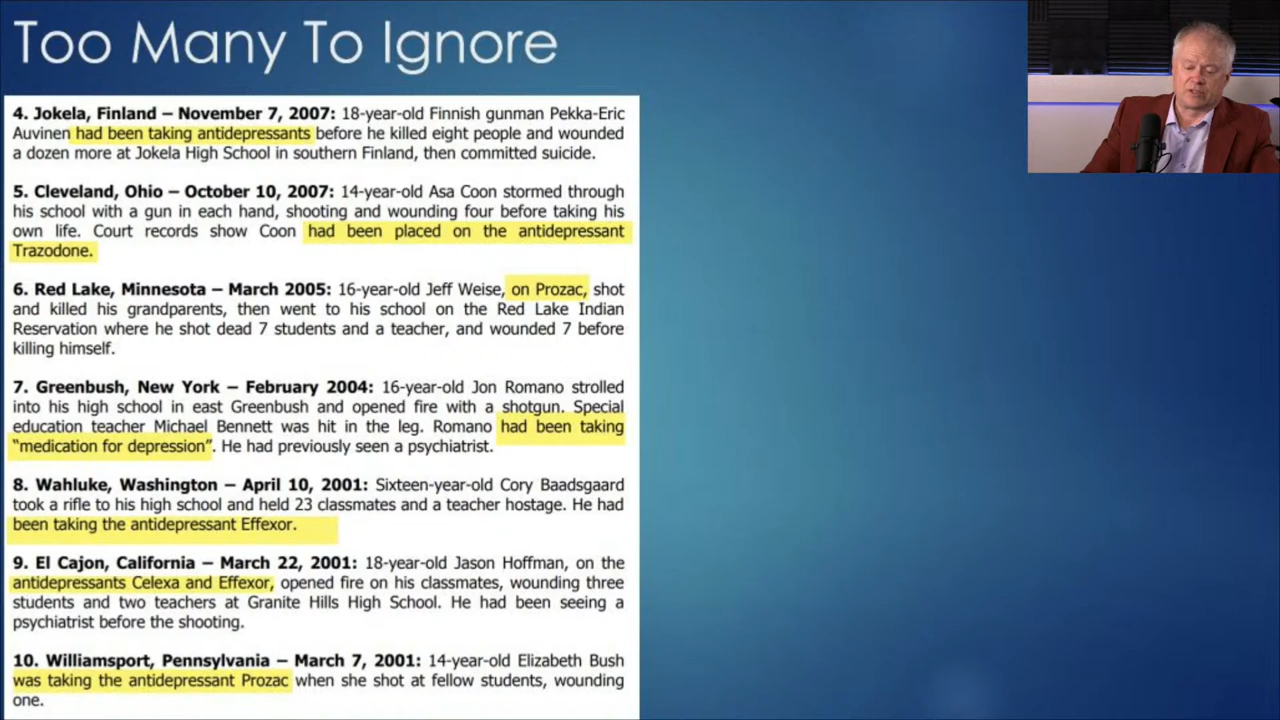 Too Many To Ignore
4. Jokela, Finland – November 7, 2007: 18-year-old Finnish gunman Pekka-Eric
Auvinen had been taking antidepressants before he killed eight people and wounded
a dozen more at Jokela High School in southern Finland, then committed suicide.
5. Cleveland, Ohio – October 10, 2007: 14-year-old Asa Coon stormed through
his school with a gun in each hand, shooting and wounding four before taking his
own life. Court records show Coon had been placed on the antidepressant
Trazodone.
6. Red Lake, Minnesota – March 2005: 16-year-old Jeff Weise, on Prozac, shot
and killed his grandparents, then went to his school on the Red Lake Indian
Reservation where he shot dead 7 students and a teacher, and wounded 7 before
killing himself.
7. Greenbush, New York – February 2004: 16-year-old Jon Romano strolled
into his high school in east Greenbush and opened fire with a shotgun. Special
education teacher Michael Bennett was hit in the leg. Romano had been taking
“medication for depression”. He had previously seen a psychiatrist.
8. Wahluke, Washington – April 10, 2001: Sixteen-year-old Cory Baadsgaard
took a rifle to his high school and held 23 classmates and a teacher hostage. He had
been taking the antidepressant Effexor.
9. El Cajon, California – March 22, 2001: 18-year-old Jason Hoffman, on the
antidepressants Celexa and Effexor, opened fire on his classmates, wounding three
students and two teachers at Granite Hills High School. He had been seeing a
psychiatrist before the shooting.
10. Williamsport, Pennsylvania – March 7, 2001: 14-year-old Elizabeth Bush
was taking the antidepressant Prozac when she shot at fellow students, wounding
one.